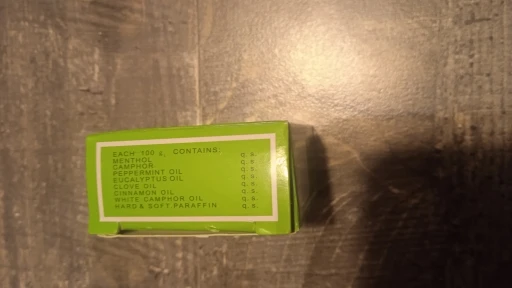 EACH 100 g. CONTAINS:
MENTHOL q.s.
CAMPHOR q.s.
PEPPERMINT OIL q.s.
EUCALYPTUS OIL q.s.
CLOVE OIL q.s.
CINNAMON OIL q.s.
WHITE CAMPHOR OIL q.s.
HARD & SOFT PARAFFIN q.s.